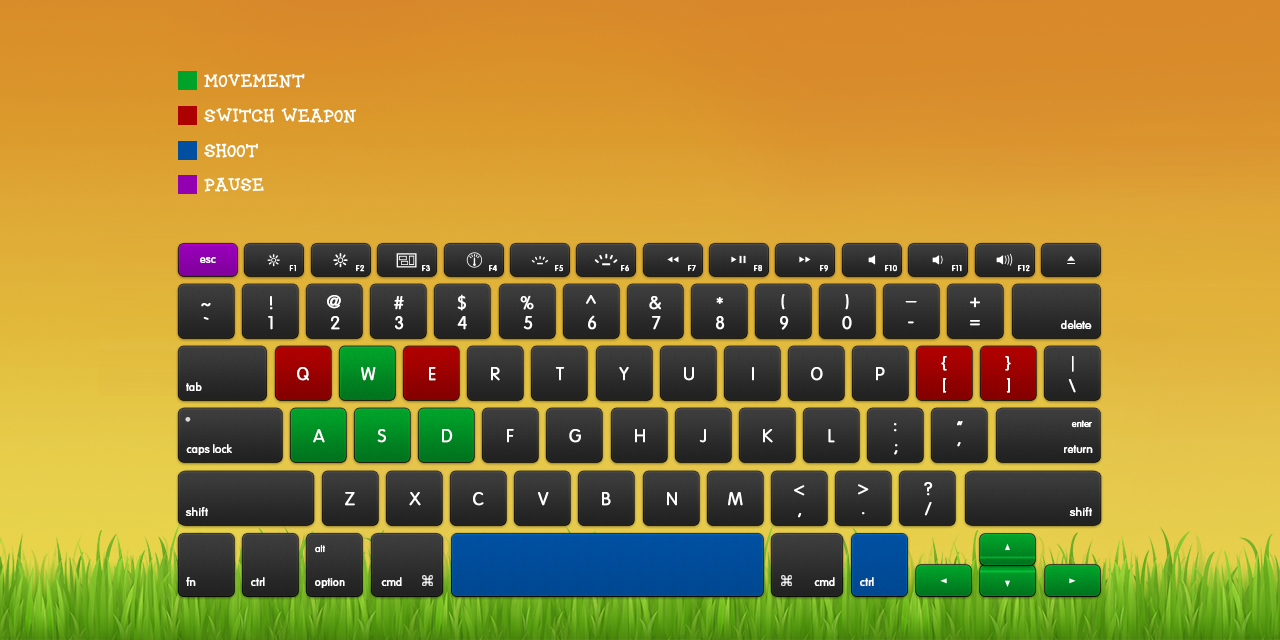 MOVEMENT
SWITCH WEAPON
SHOOT
PAUSE
esc F1 F2 F3 F4 F5 F6 F7 F8 F9 F10 F11 F12
~ ! @ # $ % ^ & * ( ) — +
` 1 2 3 4 5 6 7 8 9 0 - = delete
tab Q W E R T Y U I O P { [ } ] | \
caps lock A S D F G H J K L : ; " ' enter return
shift Z X C V B N M < , > . ? / shift
fn ctrl alt option cmd ⌘ ⌘ cmd ctrl ◄ ▲ ▼ ►